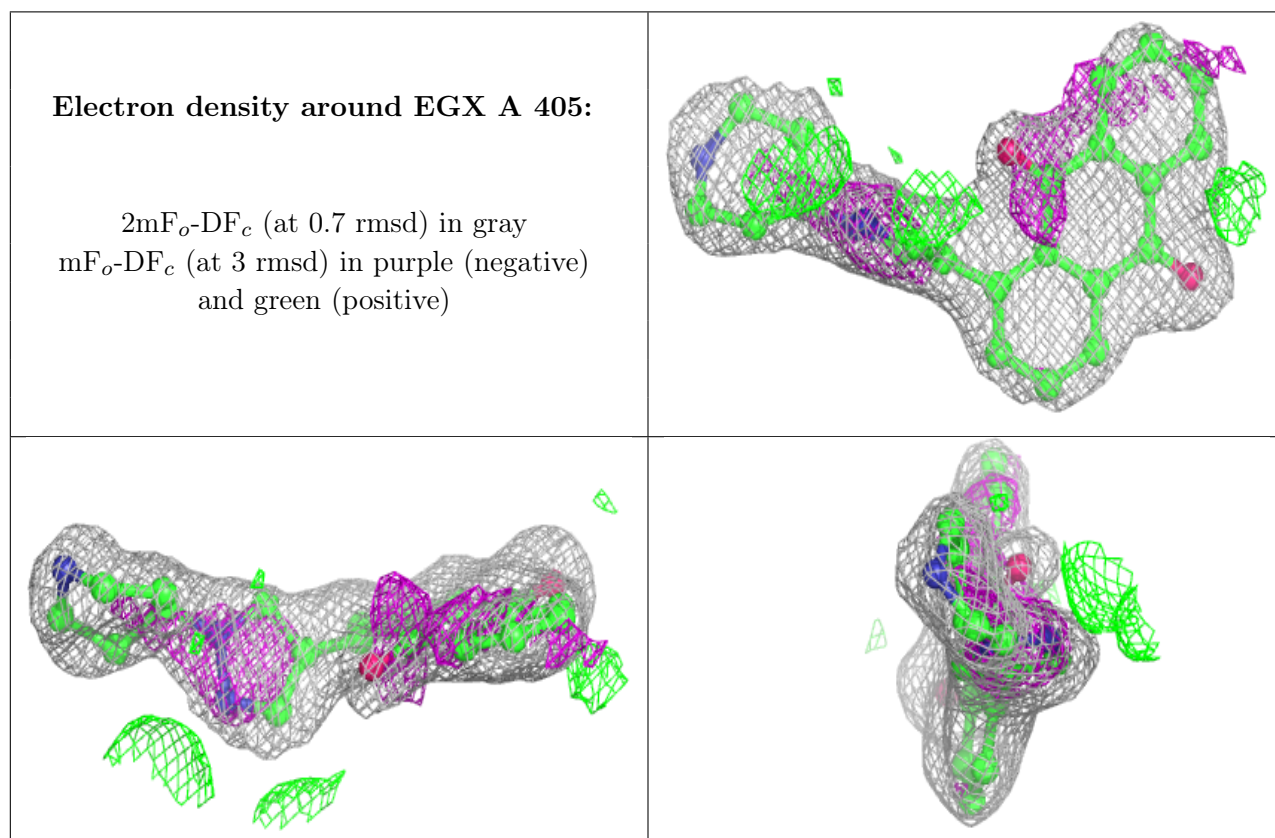 Electron density around EGX A 405:
2mFo-DFc (at 0.7 rmsd) in gray
mFo-DFc (at 3 rmsd) in purple (negative)
and green (positive)